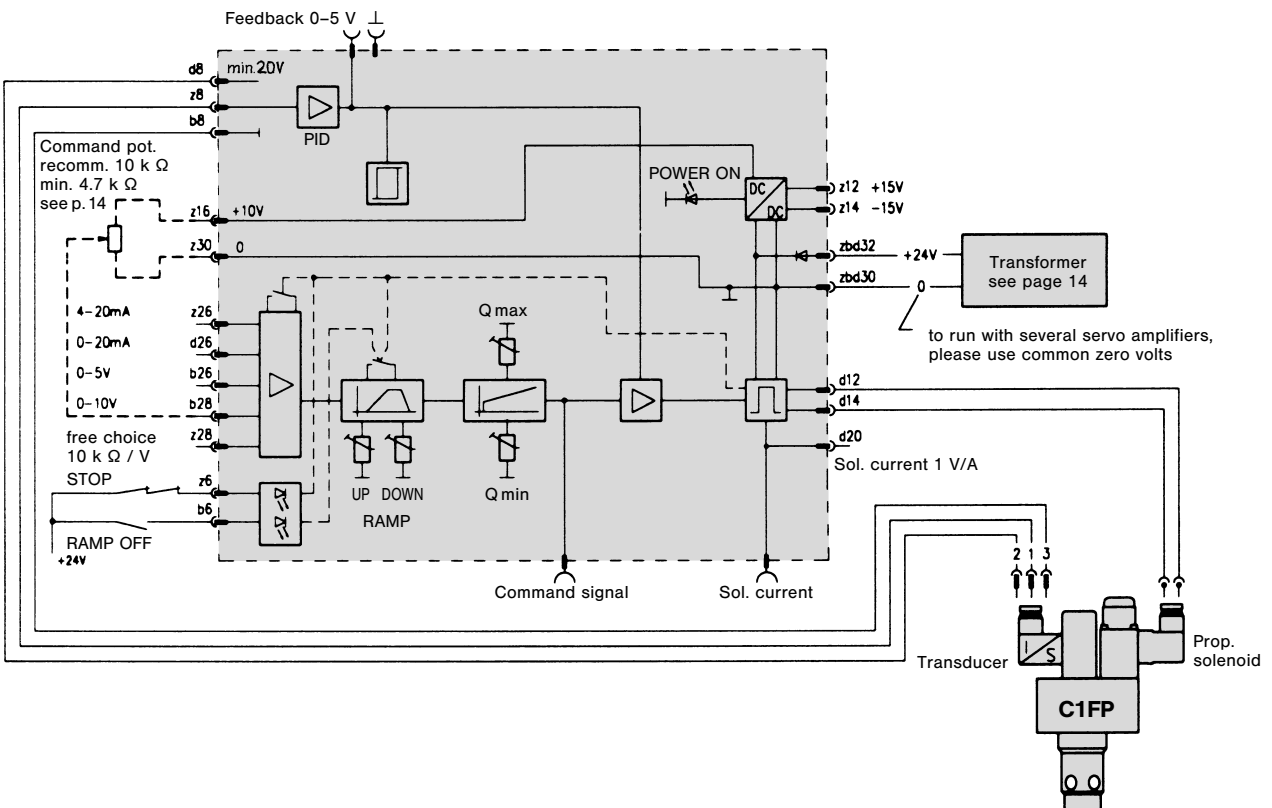 Feedback 0–5 V ⊥
d8 min. 20V
z8
b8
PID
Command pot.
recomm. 10 k Ω
min. 4.7 k Ω
see p. 14
z16 +10V
z30 0
POWER ON
DC
DC
z12 +15V
z14 -15V
zbd32
+24V
zbd30
0
Transformer
see page 14
to run with several servo amplifiers,
please use common zero volts
4-20mA z26
0-20mA d26
0-5V b26
0-10V b28
free choice z28
10 k Ω / V
STOP z6
b6
RAMP OFF
+24V
UP DOWN
RAMP
Q max
Q min
d12
d14
d20
Sol. current 1 V/A
Command signal
Sol. current
2 1 3
Transducer
I
S
Prop.
solenoid
C1FP